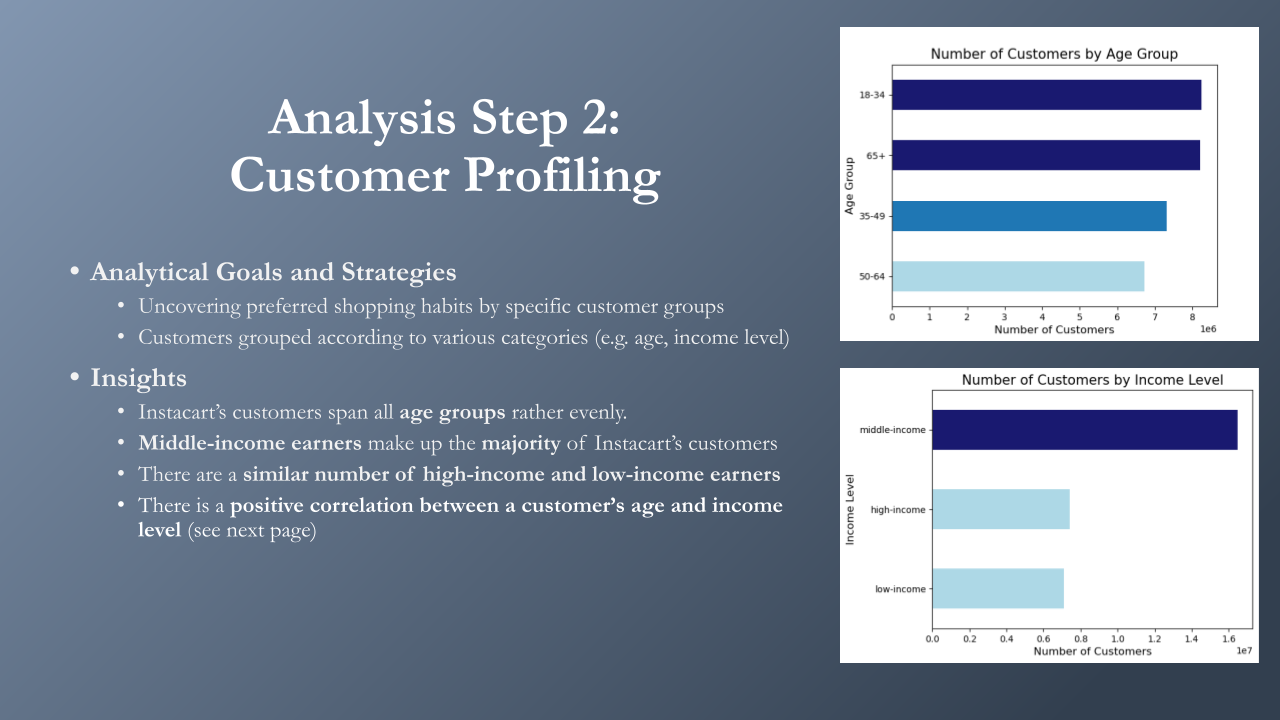 Analysis Step 2:
Customer Profiling
• Analytical Goals and Strategies
• Uncovering preferred shopping habits by specific customer groups
• Customers grouped according to various categories (e.g. age, income level)
• Insights
• Instacart’s customers span all age groups rather evenly.
• Middle-income earners make up the majority of Instacart’s customers
• There are a similar number of high-income and low-income earners
• There is a positive correlation between a customer’s age and income
level (see next page)
Number of Customers by Age Group
Age Group
18-34
65+
35-49
50-64
0 1 2 3 4 5 6 7 8
1e6
Number of Customers
Number of Customers by Income Level
Income Level
middle-income
high-income
low-income
0.0 0.2 0.4 0.6 0.8 1.0 1.2 1.4 1.6
1e7
Number of Customers